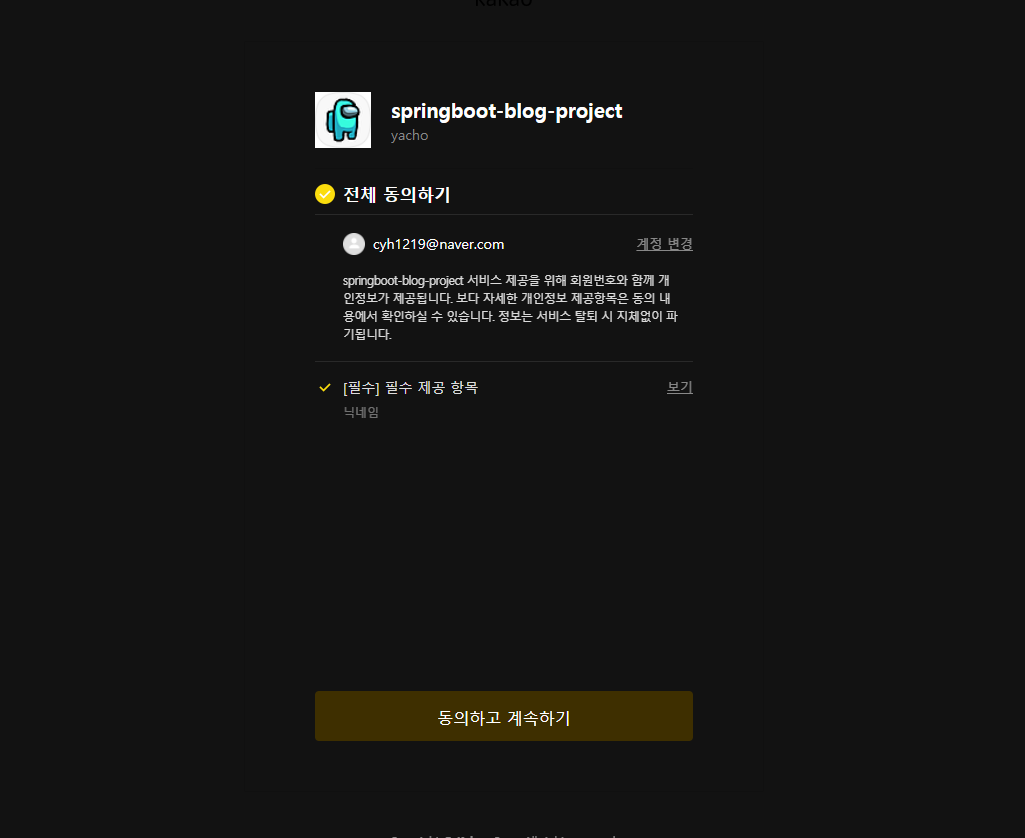 kakao
springboot-blog-project
yacho
전체 동의하기
cyh1219@naver.com 계정 변경
springboot-blog-project 서비스 제공을 위해 회원번호와 함께 개
인정보가 제공됩니다. 보다 자세한 개인정보 제공항목은 동의 내
용에서 확인하실 수 있습니다. 정보는 서비스 탈퇴 시 지체없이 파
기됩니다.
[필수] 필수 제공 항목 보기
닉네임
동의하고 계속하기